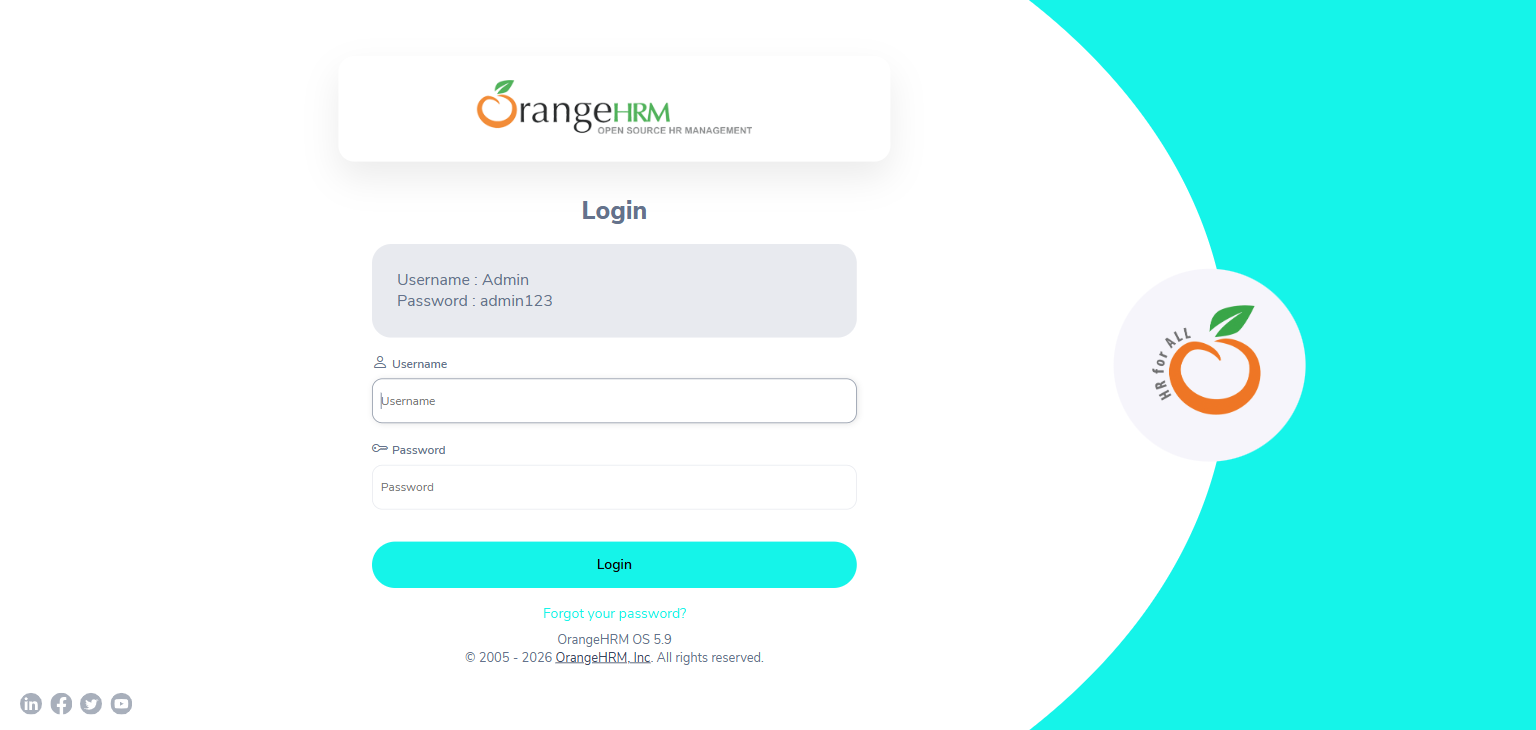 OrangeHRM
OPEN SOURCE HR MANAGEMENT
Login
Username : Admin
Password : admin123
Username
Username
Password
Password
Login
Forgot your password?
OrangeHRM OS 5.9
© 2005 - 2026 OrangeHRM, Inc. All rights reserved.
HR for ALL
in